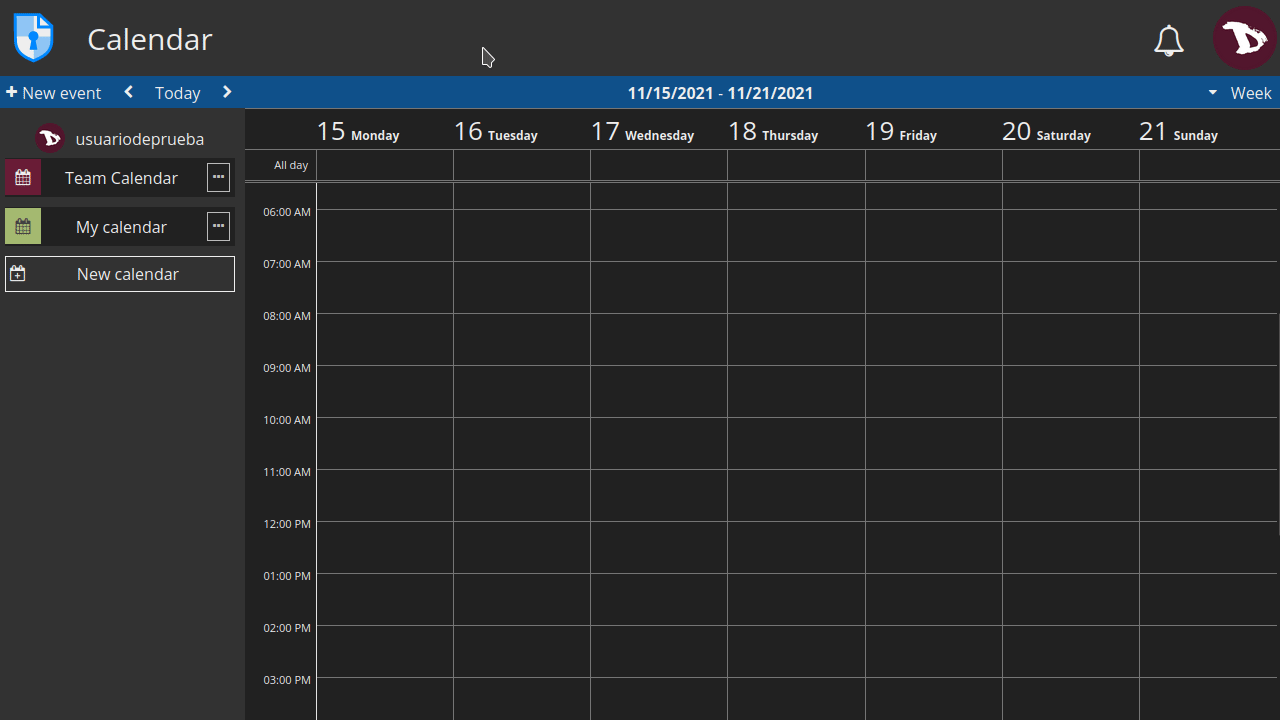 Calendar
New event Today 11/15/2021 - 11/21/2021 Week
usuariodeprueba
Team Calendar
My calendar
New calendar
15 Monday 16 Tuesday 17 Wednesday 18 Thursday 19 Friday 20 Saturday 21 Sunday
All day
06:00 AM
07:00 AM
08:00 AM
09:00 AM
10:00 AM
11:00 AM
12:00 PM
01:00 PM
02:00 PM
03:00 PM